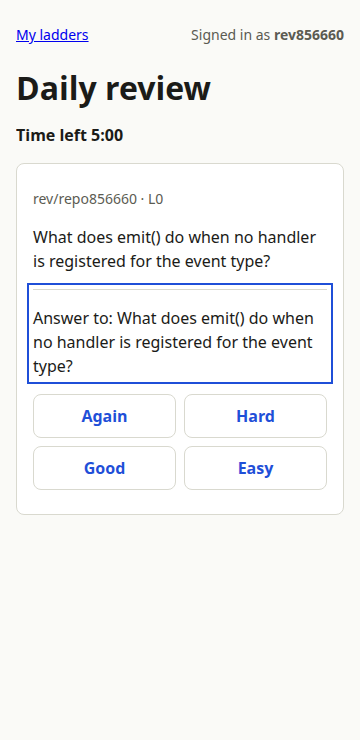 My ladders
Signed in as rev856660
Daily review
Time left 5:00
rev/repo856660 · L0
What does emit() do when no handler
is registered for the event type?
Answer to: What does emit() do when
no handler is registered for the event
type?
Again
Hard
Good
Easy